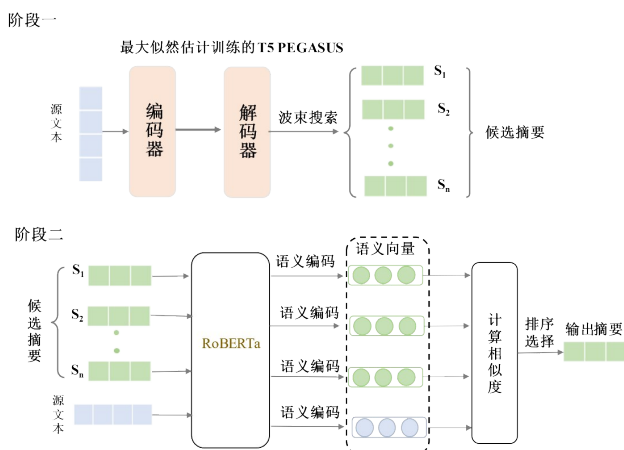 阶段一
最大似然估计训练的T5 PEGASUS
源文本
编码器
解码器
波束搜索
S1
S2
Sn
候选摘要
阶段二
候选摘要
S1
S2
Sn
源文本
RoBERTa
语义编码
语义编码
语义编码
语义编码
语义向量
计算相似度
排序
选择
输出摘要